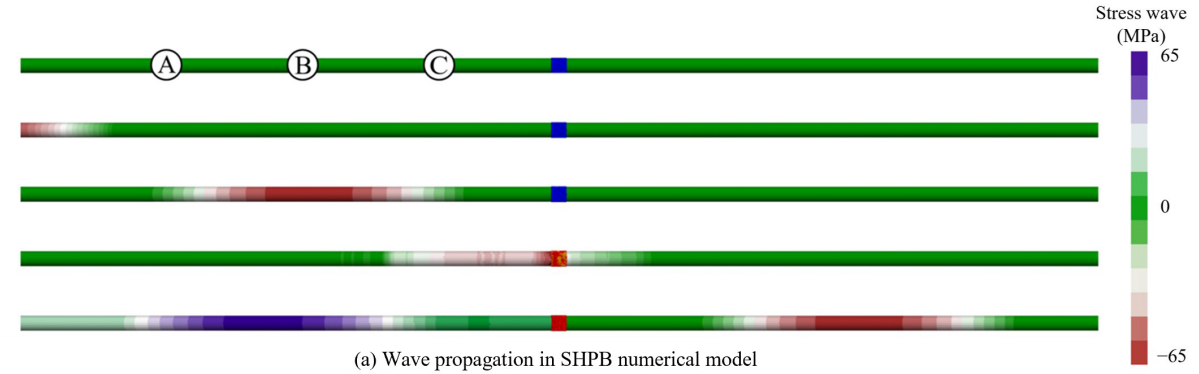 Stress wave
(MPa)
65
A B C
0
−65
(a) Wave propagation in SHPB numerical model